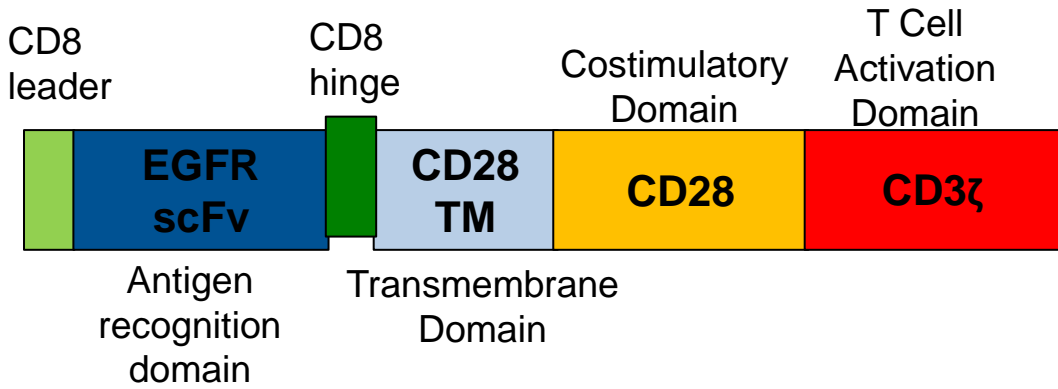 CD8
leader
CD8
hinge
Costimulatory
Domain
T Cell
Activation
Domain
EGFR
scFv
CD28
TM
CD28
CD3ζ
Antigen
recognition
domain
Transmembrane
Domain